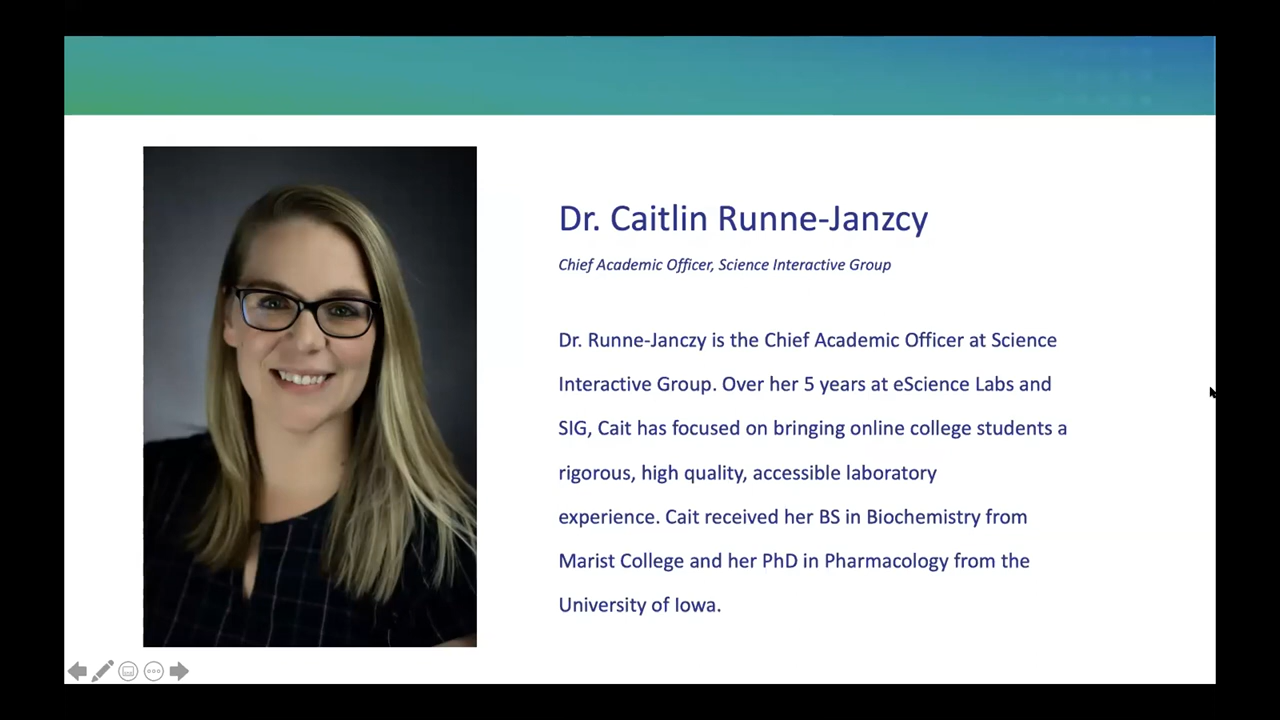 Dr. Caitlin Runne-Janzcy
Chief Academic Officer, Science Interactive Group
Dr. Runne-Janczy is the Chief Academic Officer at Science
Interactive Group. Over her 5 years at eScience Labs and
SIG, Cait has focused on bringing online college students a
rigorous, high quality, accessible laboratory
experience. Cait received her BS in Biochemistry from
Marist College and her PhD in Pharmacology from the
University of Iowa.